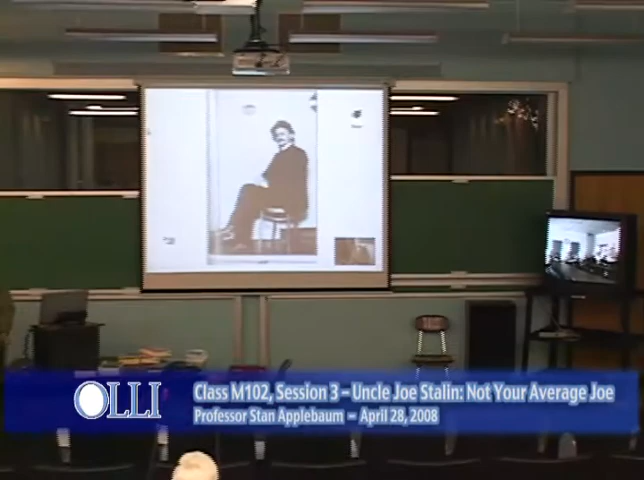 OLLI
Class M102, Session 3 – Uncle Joe Stalin: Not Your Average Joe
Professor Stan Applebaum – April 28, 2008